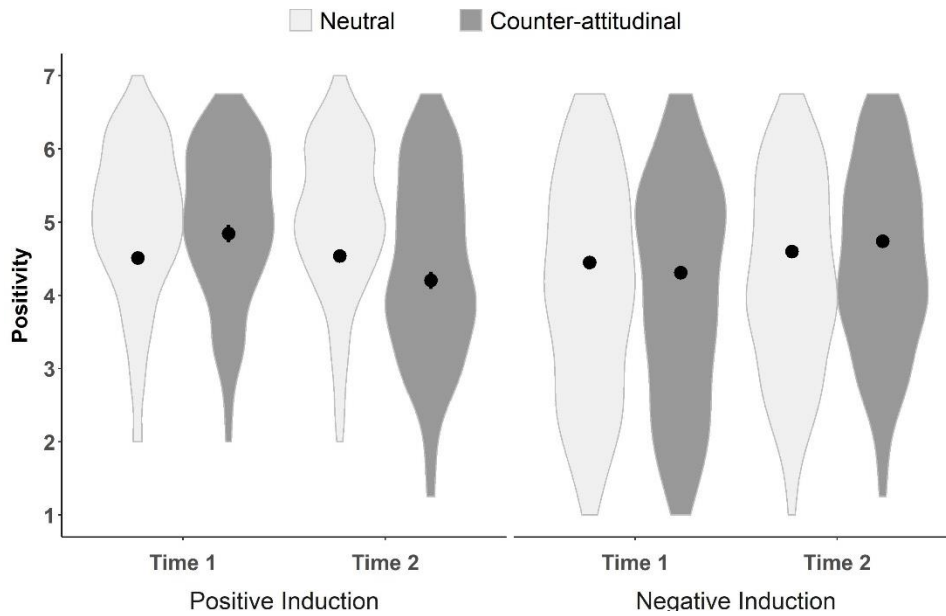 Neutral Counter-attitudinal
Positivity
7
6
5
4
3
2
1
Time 1 Time 2 Time 1 Time 2
Positive Induction Negative Induction